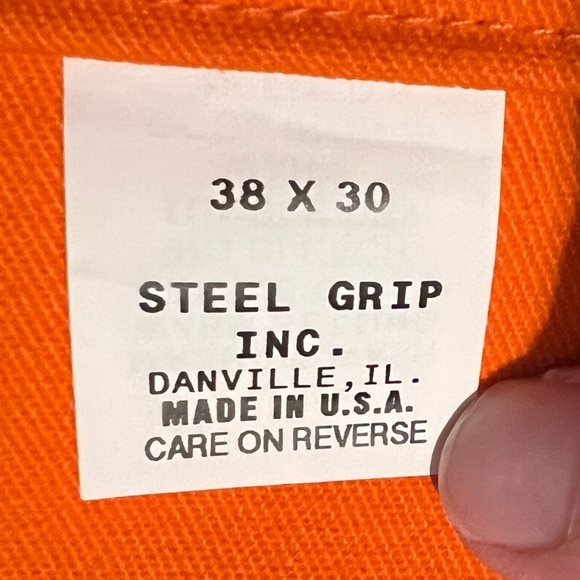 38 X 30
STEEL GRIP
INC.
DANVILLE, IL.
MADE IN U.S.A.
CARE ON REVERSE